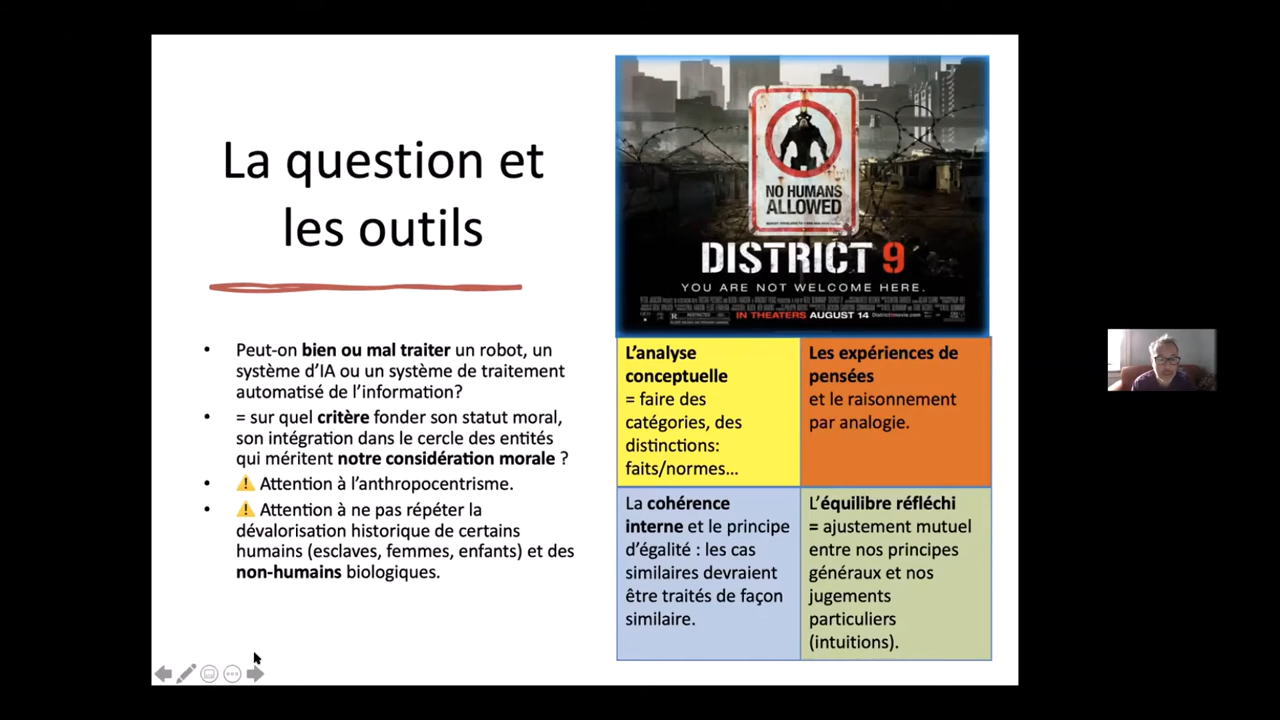 La question et
les outils
• Peut-on bien ou mal traiter un robot, un
système d'IA ou un système de traitement
automatisé de l'information?
• = sur quel critère fonder son statut moral,
son intégration dans le cercle des entités
qui méritent notre considération morale ?
• ⚠ Attention à l'anthropocentrisme.
• ⚠ Attention à ne pas répéter la
dévalorisation historique de certains
humains (esclaves, femmes, enfants) et des
non-humains biologiques.
NO HUMANS
ALLOWED
DISTRICT 9
YOU ARE NOT WELCOME HERE.
R
IN THEATERS AUGUST 14
L'analyse
conceptuelle
= faire des
catégories, des
distinctions:
faits/normes...
Les expériences de
pensées
et le raisonnement
par analogie.
La cohérence
interne et le principe
d'égalité : les cas
similaires devraient
être traités de façon
similaire.
L'équilibre réfléchi
= ajustement mutuel
entre nos principes
généraux et nos
jugements
particuliers
(intuitions).